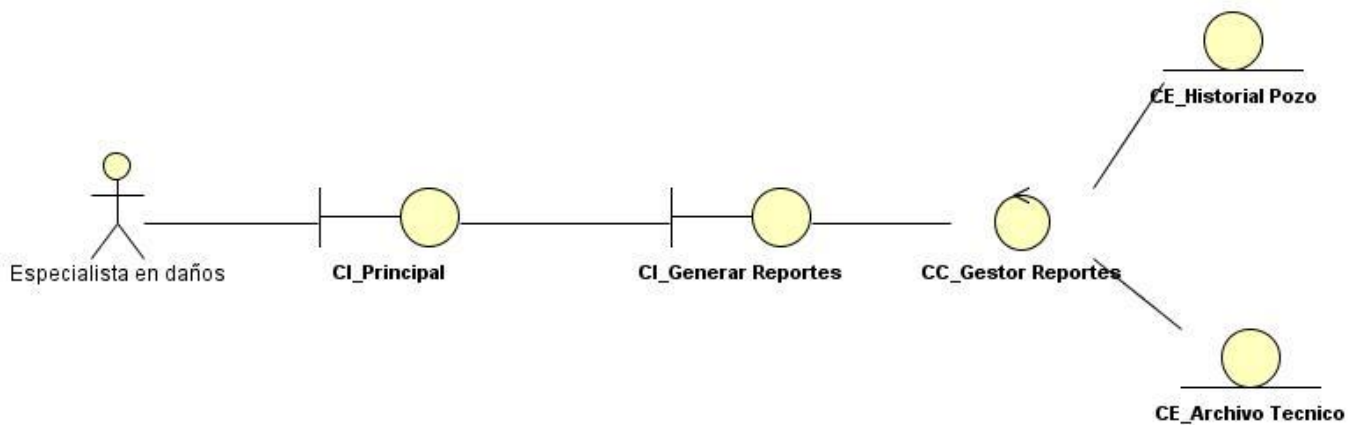 CE_Historial Pozo
Especialista en daños
CI_Principal
CI_Generar Reportes
CC_Gestor Reportes
CE_Archivo Tecnico